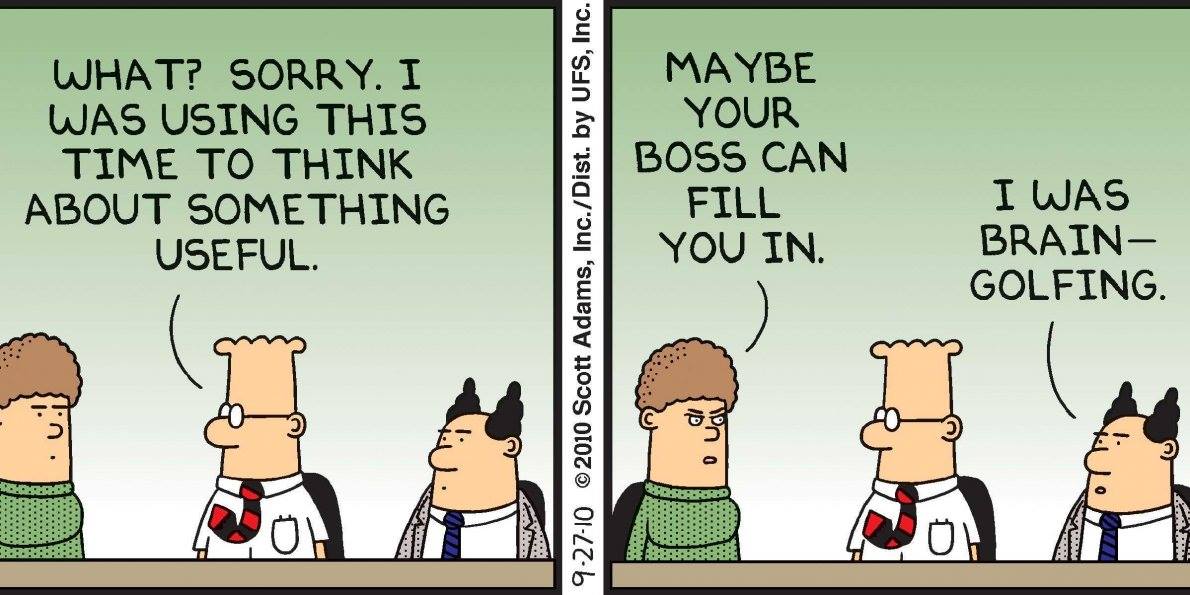 WHAT? SORRY. I
WAS USING THIS
TIME TO THINK
ABOUT SOMETHING
USEFUL.
9-27-10 © 2010 Scott Adams, Inc./Dist. by UFS, Inc.
MAYBE
YOUR
BOSS CAN
FILL
YOU IN.
I WAS
BRAIN-
GOLFING.